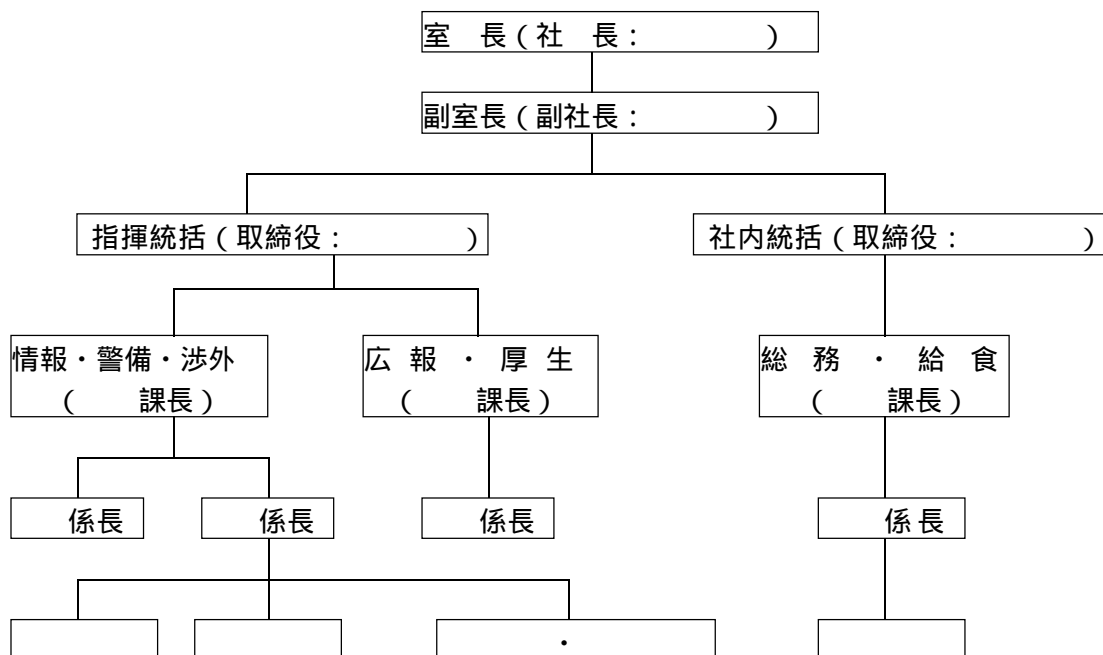 室　長（社　長：　　　　　）
副室長（副社長：　　　　　）
指揮統括（取締役：　　　　　）
社内統括（取締役：　　　　　）
情報・警備・渉外
（　　課長）
広　報　・　厚　生
（　　課長）
総　務　・　給　食
（　　課長）
係長
係長
係長
係長
・